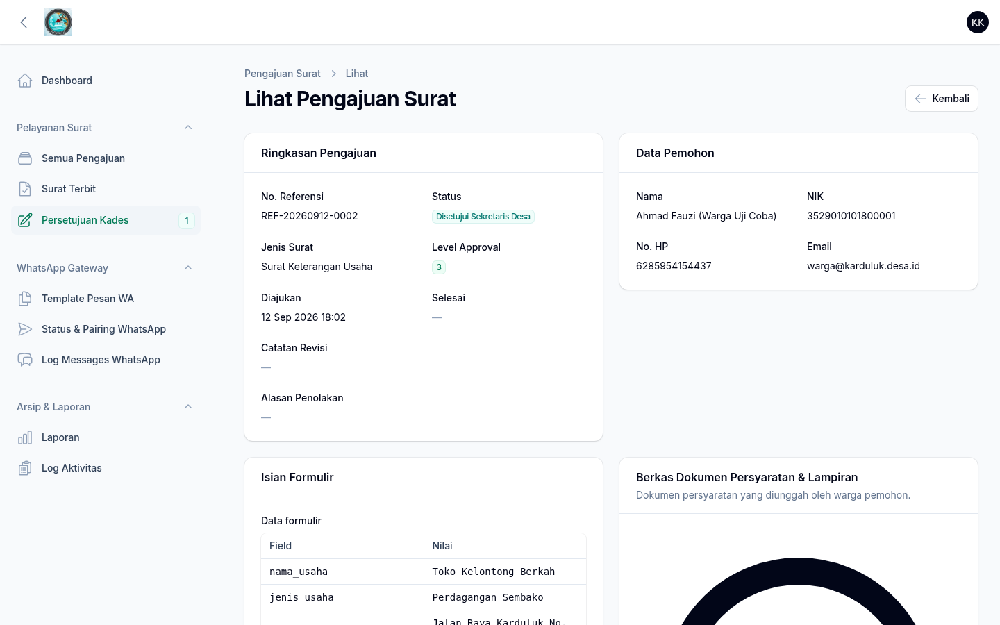 KK
Dashboard
Pelayanan Surat
Semua Pengajuan
Surat Terbit
Persetujuan Kades 1
WhatsApp Gateway
Template Pesan WA
Status & Pairing WhatsApp
Log Messages WhatsApp
Arsip & Laporan
Laporan
Log Aktivitas
Pengajuan Surat > Lihat
Lihat Pengajuan Surat
Kembali
Ringkasan Pengajuan
No. Referensi
REF-20260912-0002
Status
Disetujui Sekretaris Desa
Jenis Surat
Surat Keterangan Usaha
Level Approval
3
Diajukan
12 Sep 2026 18:02
Selesai
—
Catatan Revisi
—
Alasan Penolakan
—
Data Pemohon
Nama
Ahmad Fauzi (Warga Uji Coba)
NIK
3529010101800001
No. HP
6285954154437
Email
warga@karduluk.desa.id
Isian Formulir
Data formulir
Field Nilai
nama_usaha Toko Kelontong Berkah
jenis_usaha Perdagangan Sembako
Jalan Raya Karduluk No.
Berkas Dokumen Persyaratan & Lampiran
Dokumen persyaratan yang diunggah oleh warga pemohon.